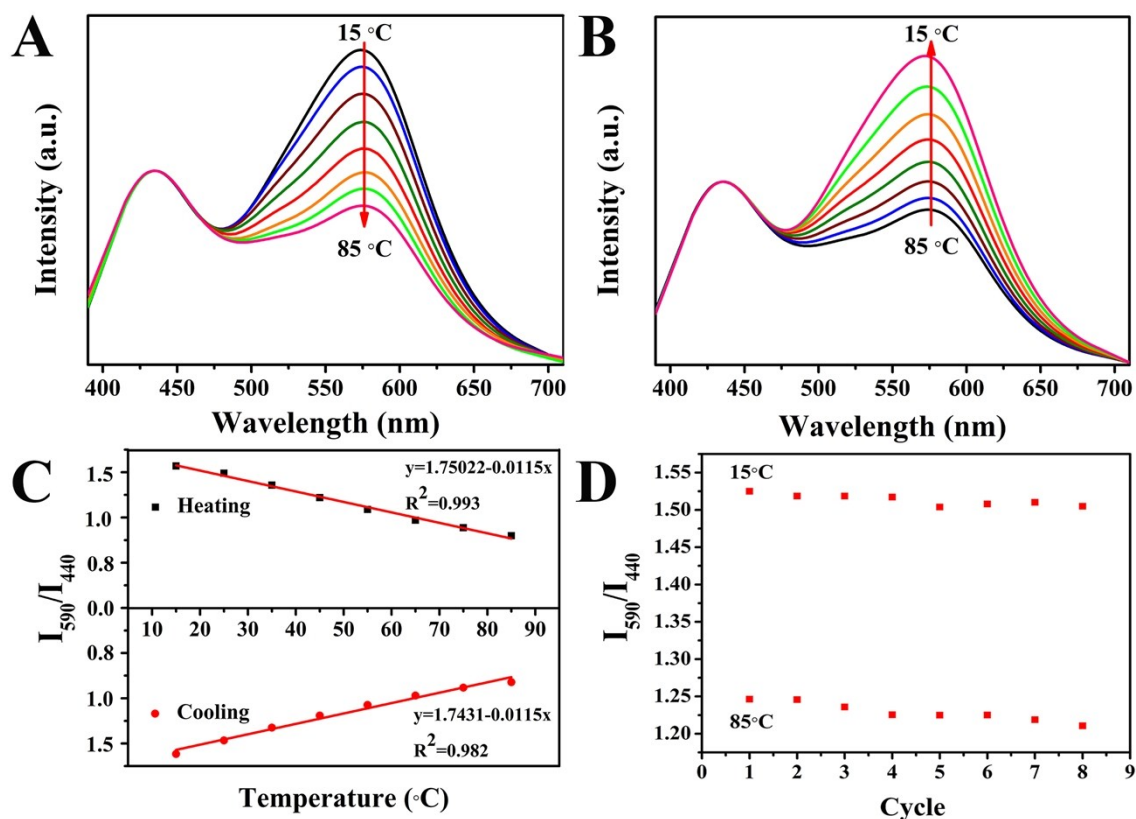 A
15 °C
85 °C
Intensity (a.u.)
400 450 500 550 600 650 700
Wavelength (nm)
B
15 °C
85 °C
Intensity (a.u.)
400 450 500 550 600 650 700
Wavelength (nm)
C
1.5
1.0
0.8
0.0
Heating
y=1.75022-0.0115x
R²=0.993
10 20 30 40 50 60 70 80 90
I590/I440
0.8
1.0
1.5
Cooling
y=1.7431-0.0115x
R²=0.982
Temperature (°C)
D
1.55
1.50
1.45
1.40
1.35
1.30
1.25
1.20
15°C
85°C
I590/I440
0 1 2 3 4 5 6 7 8 9
Cycle